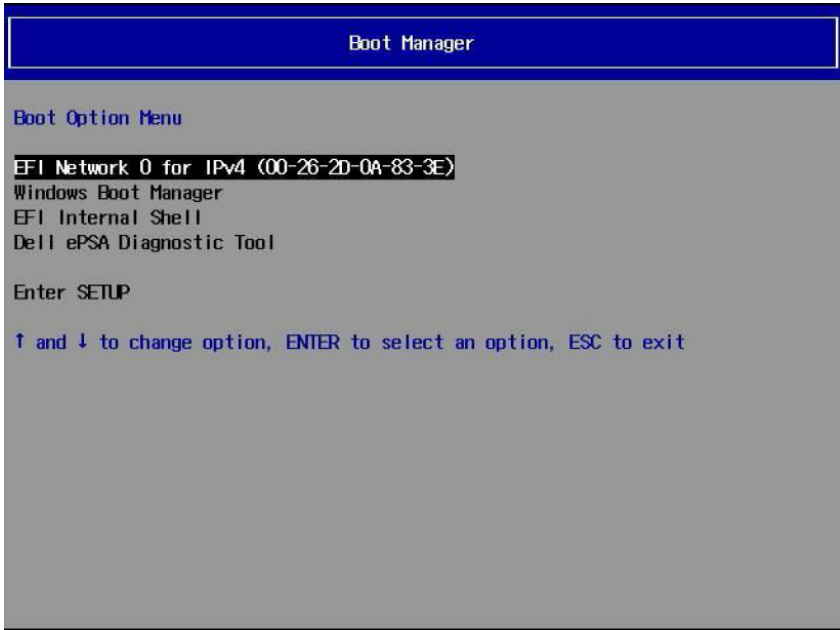 Boot Manager
Boot Option Menu
EFI Network 0 for IPv4 (00-26-2D-0A-83-3E)
Windows Boot Manager
EFI Internal Shell
Dell ePSA Diagnostic Tool
Enter SETUP
↑ and ↓ to change option, ENTER to select an option, ESC to exit